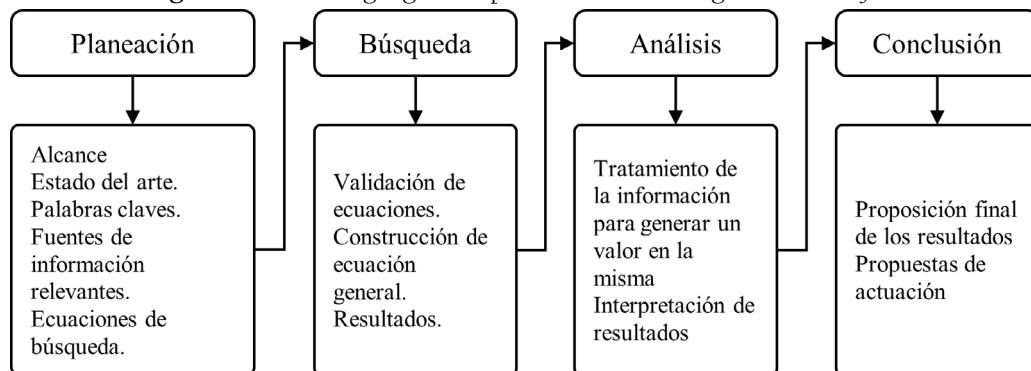 Planeación
Búsqueda
Análisis
Conclusión
Alcance
Estado del arte.
Palabras claves.
Fuentes de
información
relevantes.
Ecuaciones de
búsqueda.
Validación de
ecuaciones.
Construcción de
ecuación
general.
Resultados.
Tratamiento de
la información
para generar un
valor en la
misma
Interpretación de
resultados
Proposición final
de los resultados
Propuestas de
actuación